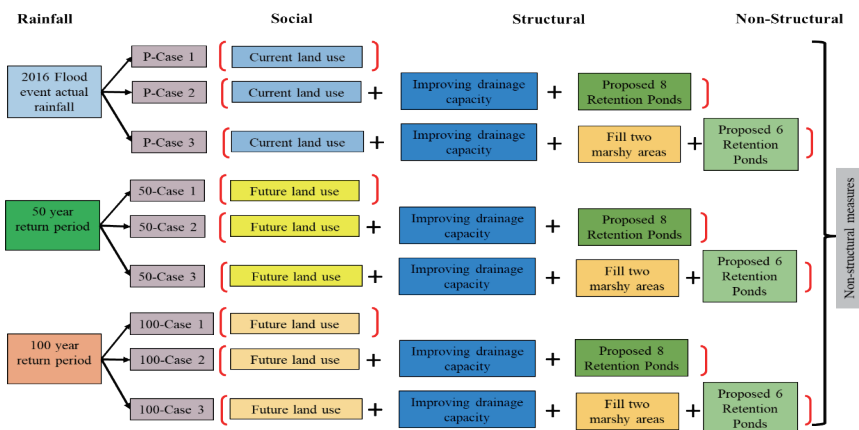 Rainfall
Social
Structural
Non-Structural
2016 Flood
event actual
rainfall
P-Case 1
Current land use
P-Case 2
Current land use
+
Improving drainage
capacity
+
Proposed 8
Retention Ponds
P-Case 3
Current land use
+
Improving drainage
capacity
+
Fill two
marshy areas
+
Proposed 6
Retention
Ponds
50 year
return period
50-Case 1
Future land use
50-Case 2
Future land use
+
Improving drainage
capacity
+
Proposed 8
Retention Ponds
50-Case 3
Future land use
+
Improving drainage
capacity
+
Fill two
marshy areas
+
Proposed 6
Retention
Ponds
100 year
return period
100-Case 1
Future land use
100-Case 2
Future land use
+
Improving drainage
capacity
+
Proposed 8
Retention Ponds
100-Case 3
Future land use
+
Improving drainage
capacity
+
Fill two
marshy areas
+
Proposed 6
Retention
Ponds
Non-structural measures